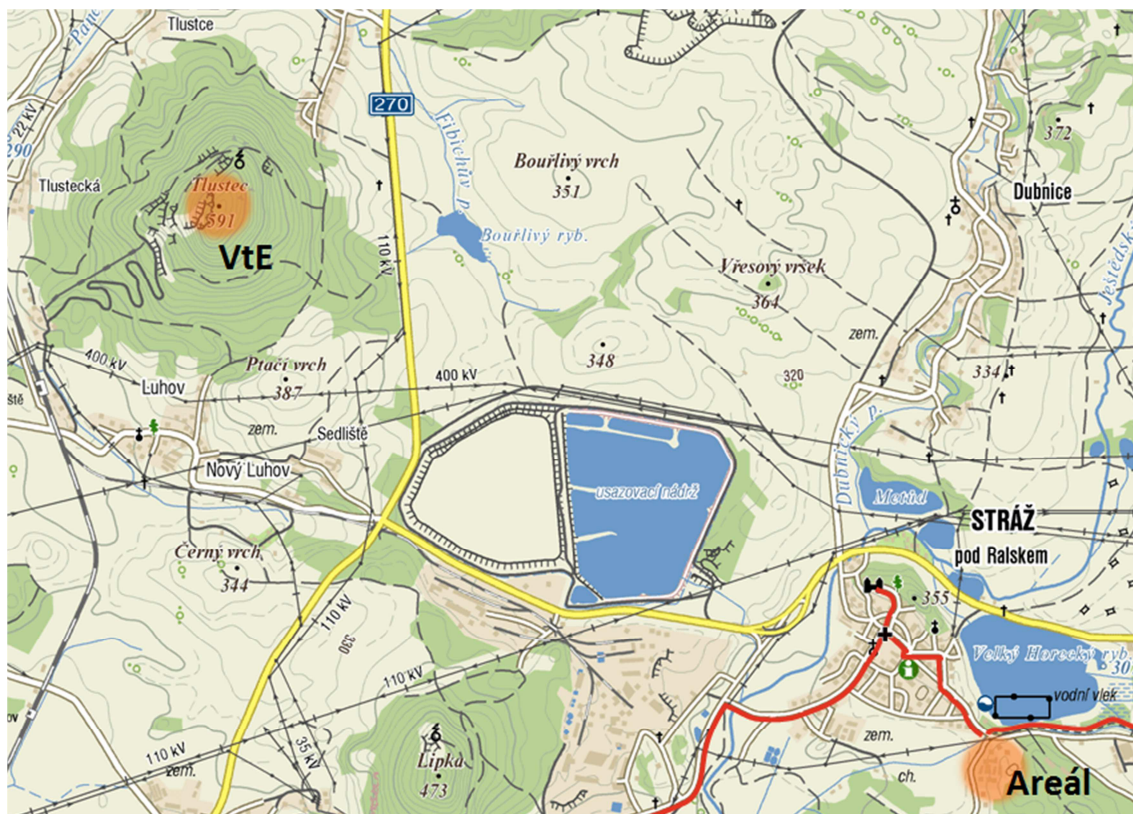 Tlustce
22 kV
290
Tlustecká
Tlustec
591
VtE
270
110 kV
Fibichův p.
Bouřlivý vrch
351
Bouřlivý ryb.
Vřesový vršek
364
348
320
zem.
372
Dubnice
Ještědský
334
400 kV
Luhov
Ptačí vrch
387
400 kV
zem.
Sedliště
Nový Luhov
usazovací nádrž
Dubnický p.
Metůd
STRÁŽ
pod Ralskem
355
Černý vrch
344
110 kV
330
110 kV
35 kV
110 kV
zem.
Lipka
473
Velký Horecký ryb.
vodní vlek
zem.
ch.
Areál